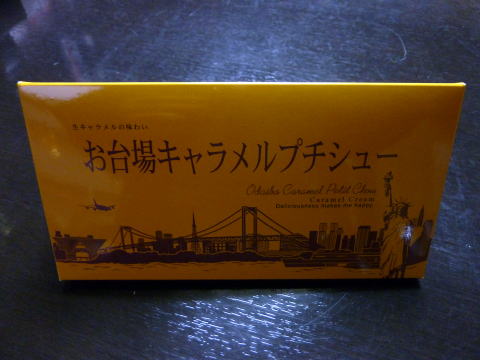 生キャラメルの味わい
お台場キャラメルプチシュー
Odaiba Caramel Petit Chou
Caramel Cream
Deliciousness makes me happy.